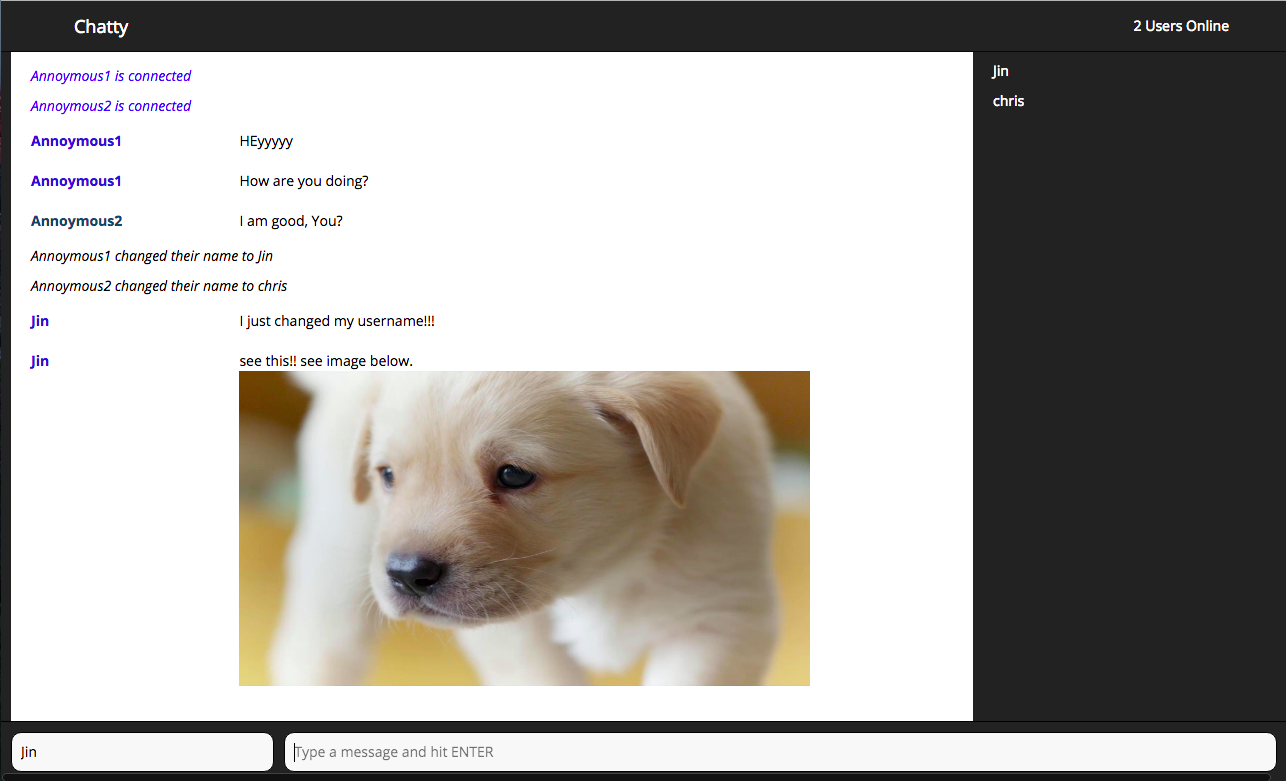 Chatty
2 Users Online
Annoymous1 is connected
Annoymous2 is connected
Annoymous1 HEyyyyy
Annoymous1 How are you doing?
Annoymous2 I am good, You?
Annoymous1 changed their name to Jin
Annoymous2 changed their name to chris
Jin I just changed my username!!!
Jin see this!! see image below.
Jin
chris
Jin
Type a message and hit ENTER